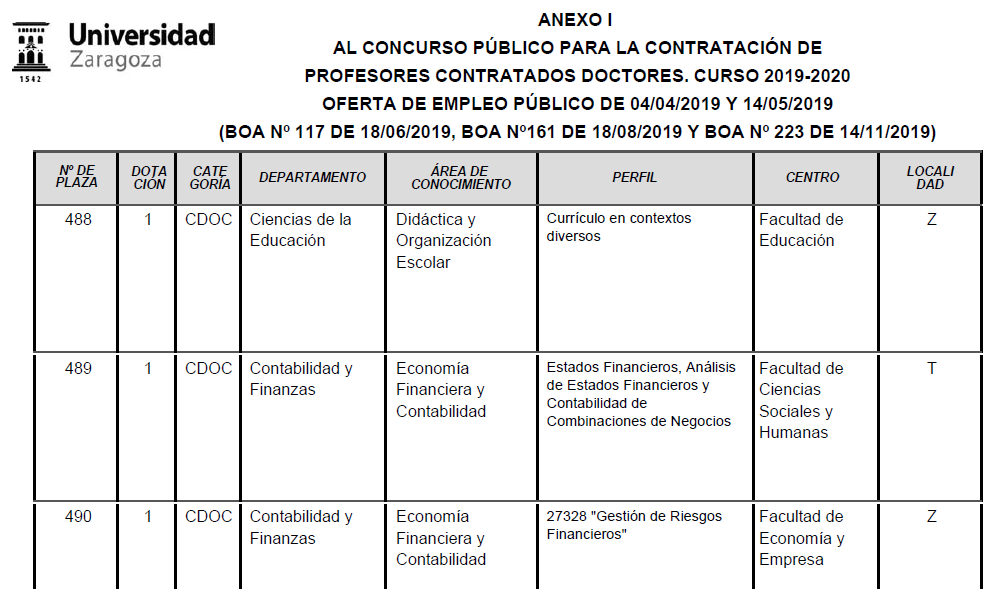 Universidad
Zaragoza
1542
ANEXO I
AL CONCURSO PÚBLICO PARA LA CONTRATACIÓN DE
PROFESORES CONTRATADOS DOCTORES. CURSO 2019-2020
OFERTA DE EMPLEO PÚBLICO DE 04/04/2019 Y 14/05/2019
(BOA Nº 117 DE 18/06/2019, BOA Nº161 DE 18/08/2019 Y BOA Nº 223 DE 14/11/2019)
Nº DE
PLAZA
DOTA
CIÓN
CATE
GORÍA
DEPARTAMENTO
ÁREA DE
CONOCIMIENTO
PERFIL
CENTRO
LOCALI
DAD
488
1
CDOC
Ciencias de la
Educación
Didáctica y
Organización
Escolar
Currículo en contextos
diversos
Facultad de
Educación
Z
489
1
CDOC
Contabilidad y
Finanzas
Economía
Financiera y
Contabilidad
Estados Financieros, Análisis
de Estados Financieros y
Contabilidad de
Combinaciones de Negocios
Facultad de
Ciencias
Sociales y
Humanas
T
490
1
CDOC
Contabilidad y
Finanzas
Economía
Financiera y
Contabilidad
27328 "Gestión de Riesgos
Financieros"
Facultad de
Economía y
Empresa
Z